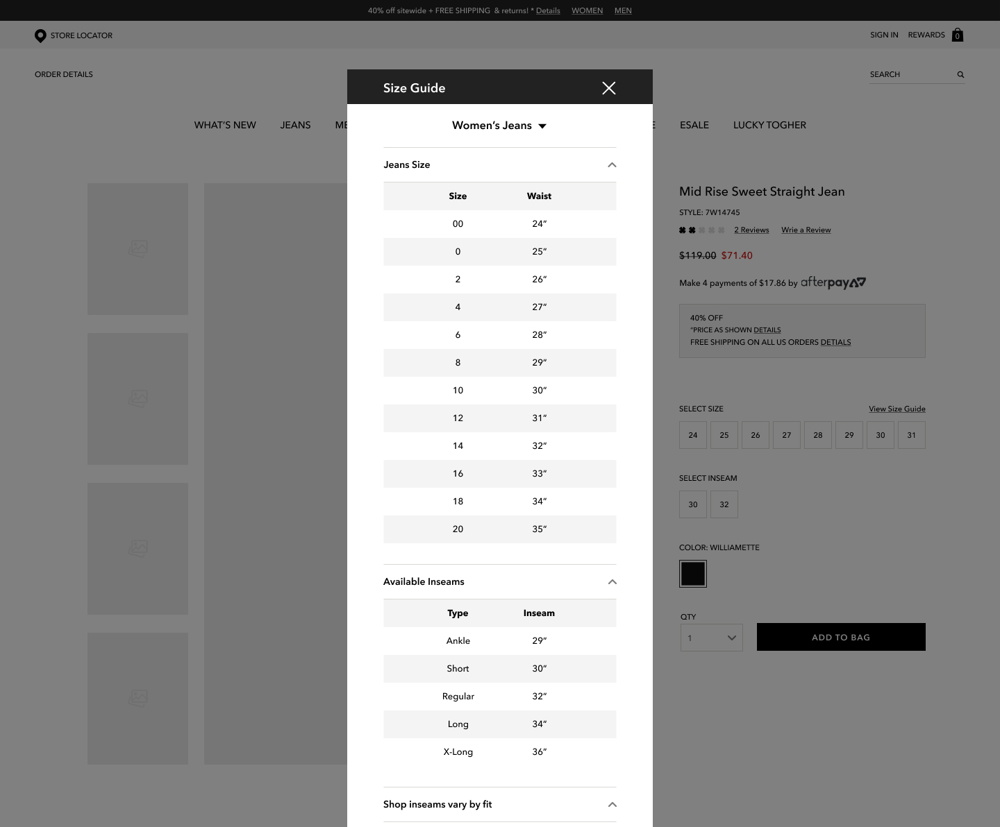 40% off sitewide + FREE SHIPPING & returns! * Details WOMEN MEN
STORE LOCATOR
SIGN IN REWARDS 0
ORDER DETAILS
SEARCH
Size Guide
WHAT'S NEW JEANS ESALE LUCKY TOGHER
Women's Jeans
Jeans Size
Size Waist
00 24"
0 25"
2 26"
4 27"
6 28"
8 29"
10 30"
12 31"
14 32"
16 33"
18 34"
20 35"
Available Inseams
Type Inseam
Ankle 29"
Short 30"
Regular 32"
Long 34"
X-Long 36"
Shop inseams vary by fit
Mid Rise Sweet Straight Jean
STYLE: 7W14745
2 Reviews Wrie a Review
$119.00 $71.40
Make 4 payments of $17.86 by afterpay
40% OFF
"PRICE AS SHOWN DETAILS
FREE SHIPPING ON ALL US ORDERS DETIALS
SELECT SIZE View Size Guide
24 25 26 27 28 29 30 31
SELECT INSEAM
30 32
COLOR: WILLIAMETTE
QTY
1 ADD TO BAG